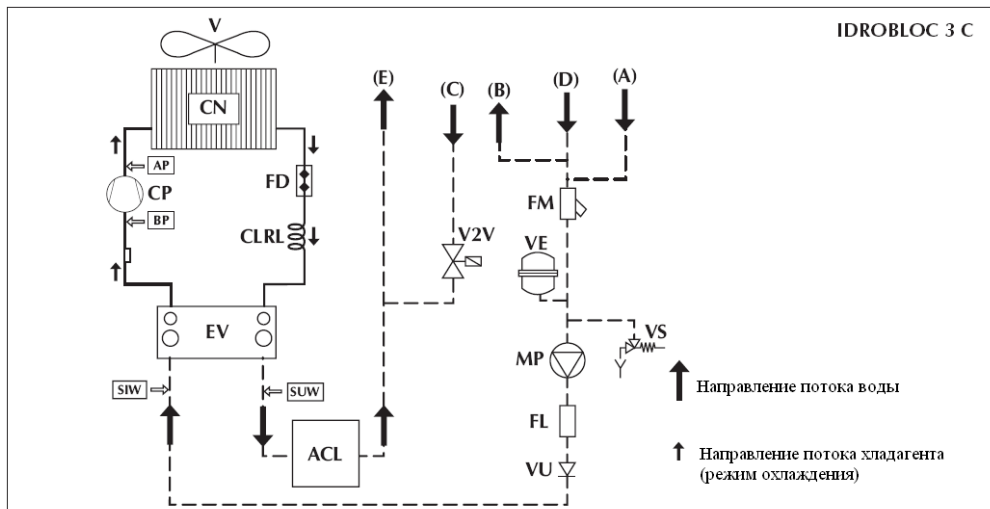 IDROBLOC 3 C
V
(E)
(C)
(B)
(D)
(A)
CN
AP
CP
BP
FD
CLRL
FM
V2V
VE
EV
VS
MP
SIW
SUW
Направление потока воды
FL
ACL
VU
Направление потока хладагента
(режим охлаждения)